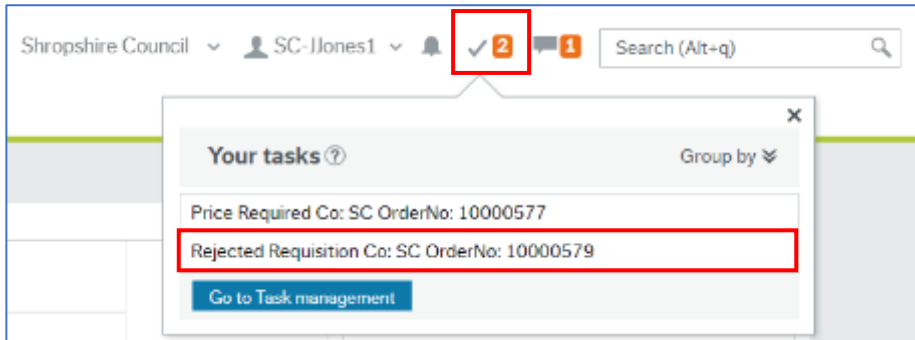 Shropshire Council SC-JJones1 2 1 Search (Alt+q)
Your tasks ? Group by
Price Required Co: SC OrderNo: 10000577
Rejected Requisition Co: SC OrderNo: 10000579
Go to Task management